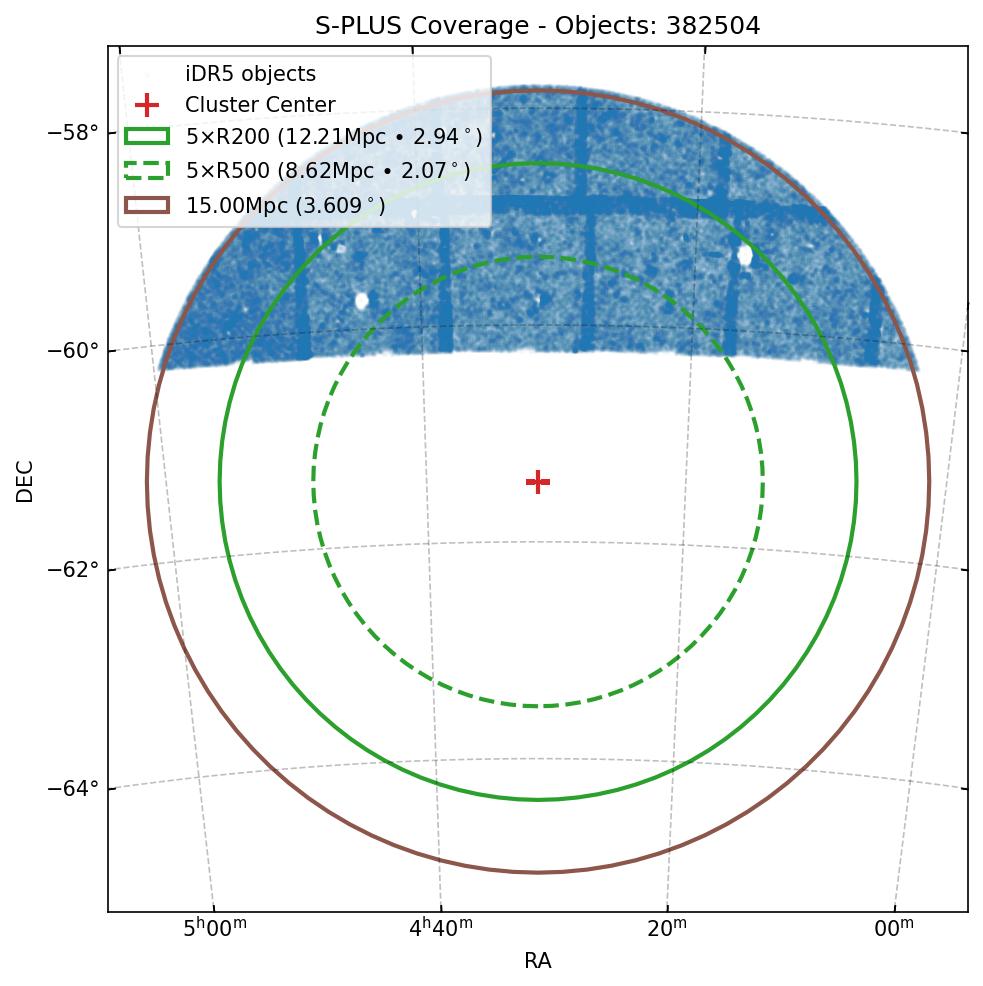 S-PLUS Coverage - Objects: 382504
iDR5 objects
Cluster Center
5×R200 (12.21Mpc • 2.94°)
5×R500 (8.62Mpc • 2.07°)
15.00Mpc (3.609°)
−58°
−60°
−62°
−64°
DEC
5ʰ00ᵐ 4ʰ40ᵐ 20ᵐ 00ᵐ
RA